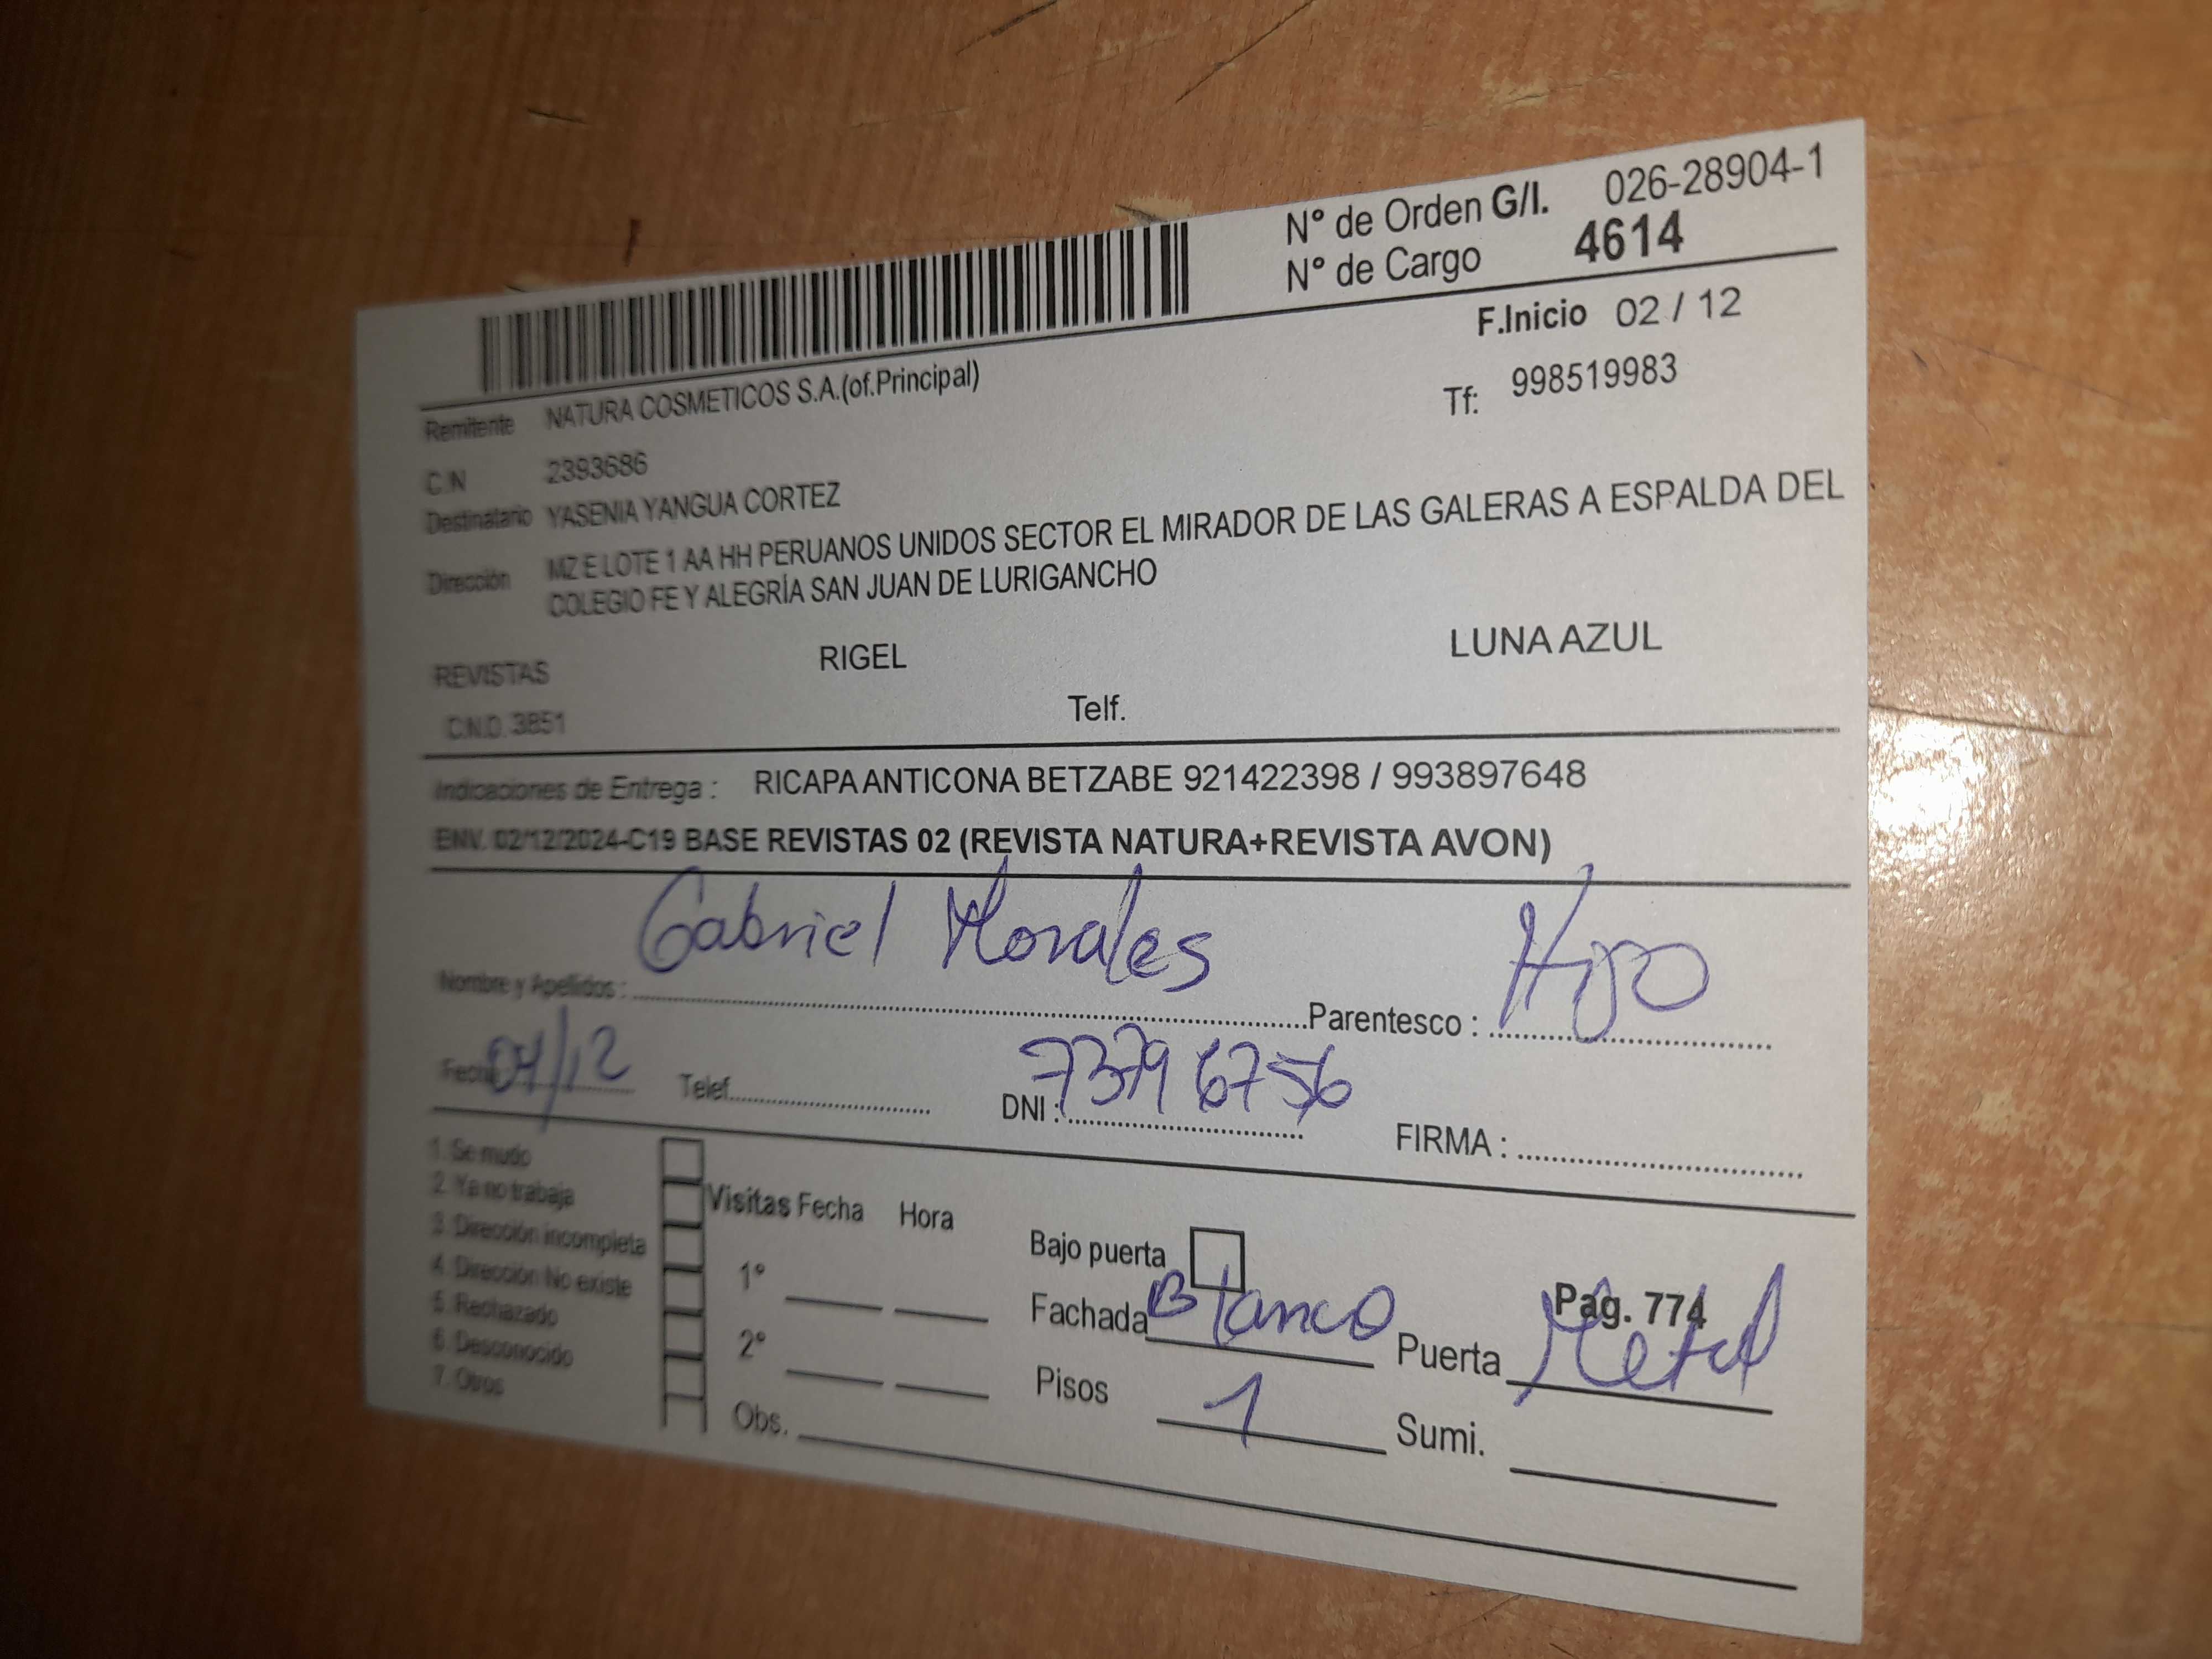 N° de Orden G/I. 026-28904-1
N° de Cargo 4614
F.Inicio 02 / 12
Remitente NATURA COSMETICOS S.A.(of.Principal)
Tf: 998519983
C.N 2393686
Destinatario YASENIA YANGUA CORTEZ
Dirección MZ E LOTE 1 AA HH PERUANOS UNIDOS SECTOR EL MIRADOR DE LAS GALERAS A ESPALDA DEL
COLEGIO FE Y ALEGRÍA SAN JUAN DE LURIGANCHO
REVISTAS RIGEL LUNA AZUL
C.N.D. 3851 Telf.
Indicaciones de Entrega : RICAPA ANTICONA BETZABE 921422398 / 993897648
ENV. 02/12/2024-C19 BASE REVISTAS 02 (REVISTA NATURA+REVISTA AVON)
Nombre y Apellidos : Gabriel Morales Parentesco : Hijo
Fecha 04/12 Telef. DNI : 73796756 FIRMA :
1. Se mudo
2. Ya no trabaja
3. Dirección incompleta
4. Dirección No existe
5. Rechazado
6. Desconocido
7. Otros
Visitas Fecha Hora
1°
2°
Obs.
Bajo puerta
Pag. 774
Fachada Blanco Puerta Metal
Pisos 1 Sumi.